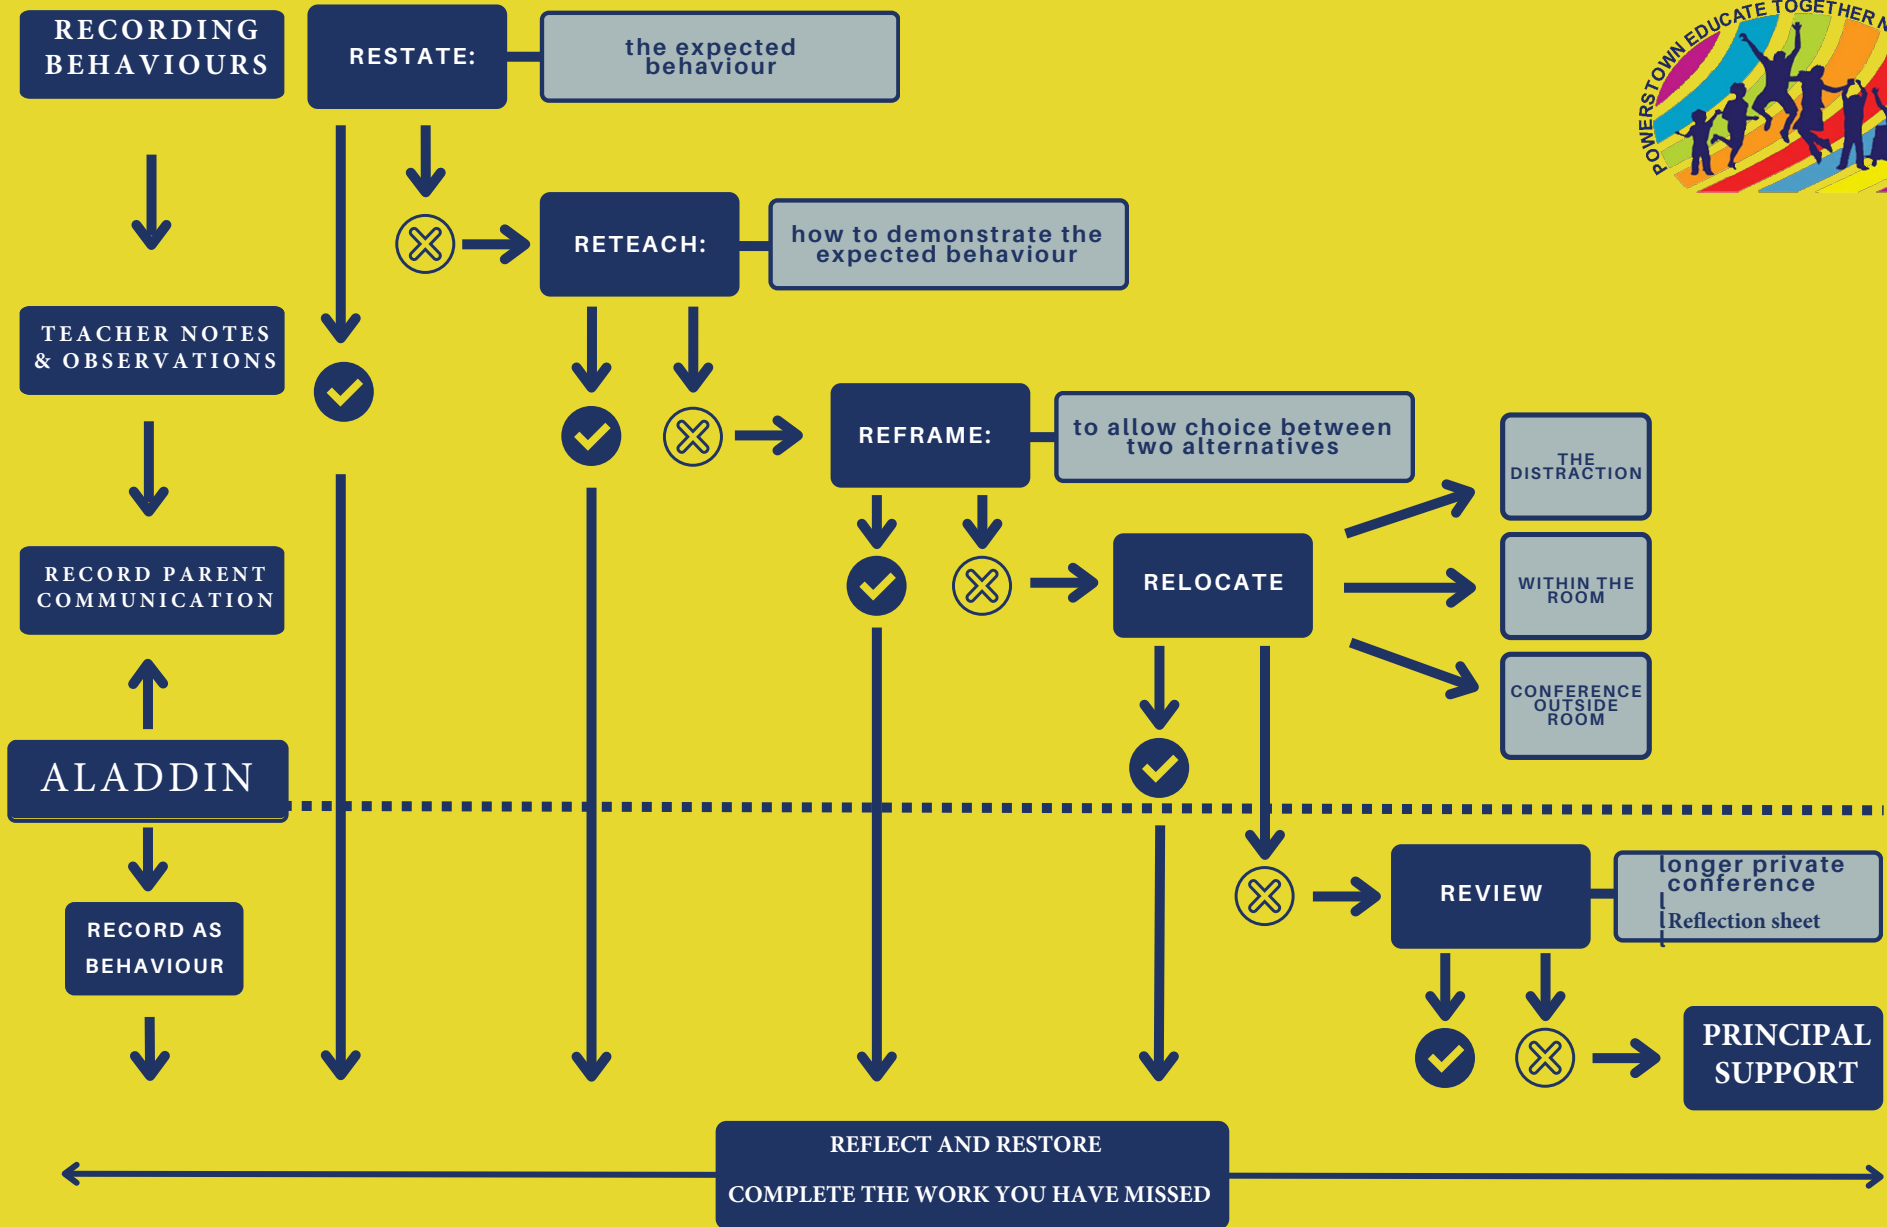 RECORDING
BEHAVIOURS
RESTATE:
the expected
behaviour
POWERSTOWN EDUCATE TOGETHER N
RETEACH:
how to demonstrate the
expected behaviour
TEACHER NOTES
& OBSERVATIONS
REFRAME:
to allow choice between
two alternatives
THE
DISTRACTION
RECORD PARENT
COMMUNICATION
RELOCATE
WITHIN THE
ROOM
CONFERENCE
OUTSIDE
ROOM
ALADDIN
REVIEW
longer private
conference
Reflection sheet
RECORD AS
BEHAVIOUR
PRINCIPAL
SUPPORT
REFLECT AND RESTORE
COMPLETE THE WORK YOU HAVE MISSED